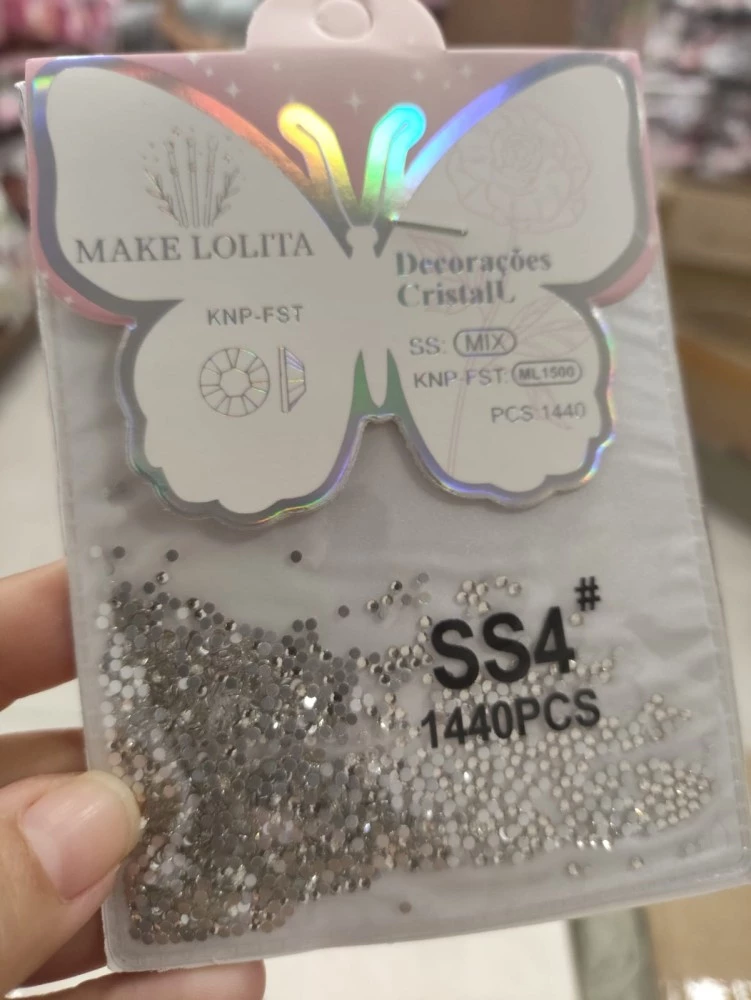 MAKE LOLITA
KNP-FST
Decorações
CristalL
SS: MIX
KNP-FST: ML1500
PCS 1440
SS4#
1440PCS